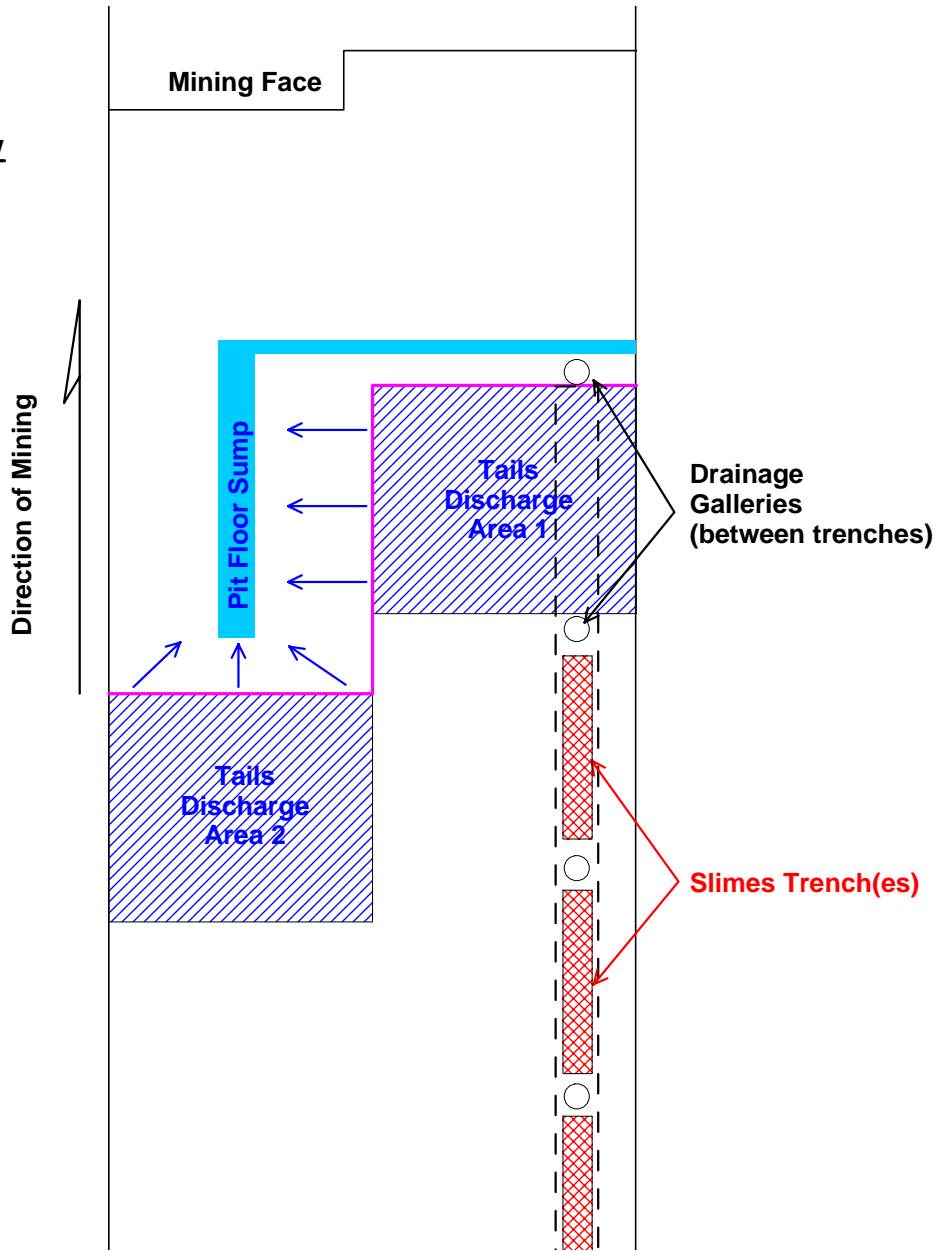 Mining Face
Direction of Mining
Pit Floor Sump
Tails
Discharge
Area 1
Drainage
Galleries
(between trenches)
Tails
Discharge
Area 2
Slimes Trench(es)